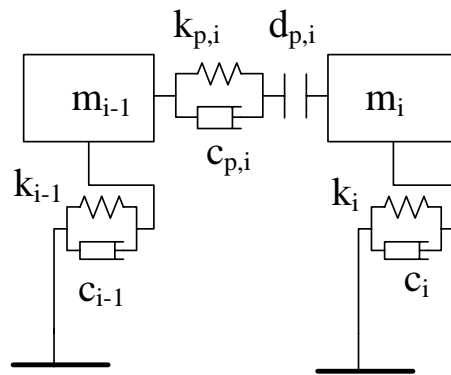 k_{p,i} d_{p,i}
m_{i-1} m_i
c_{p,i}
k_{i-1} k_i
c_{i-1} c_i